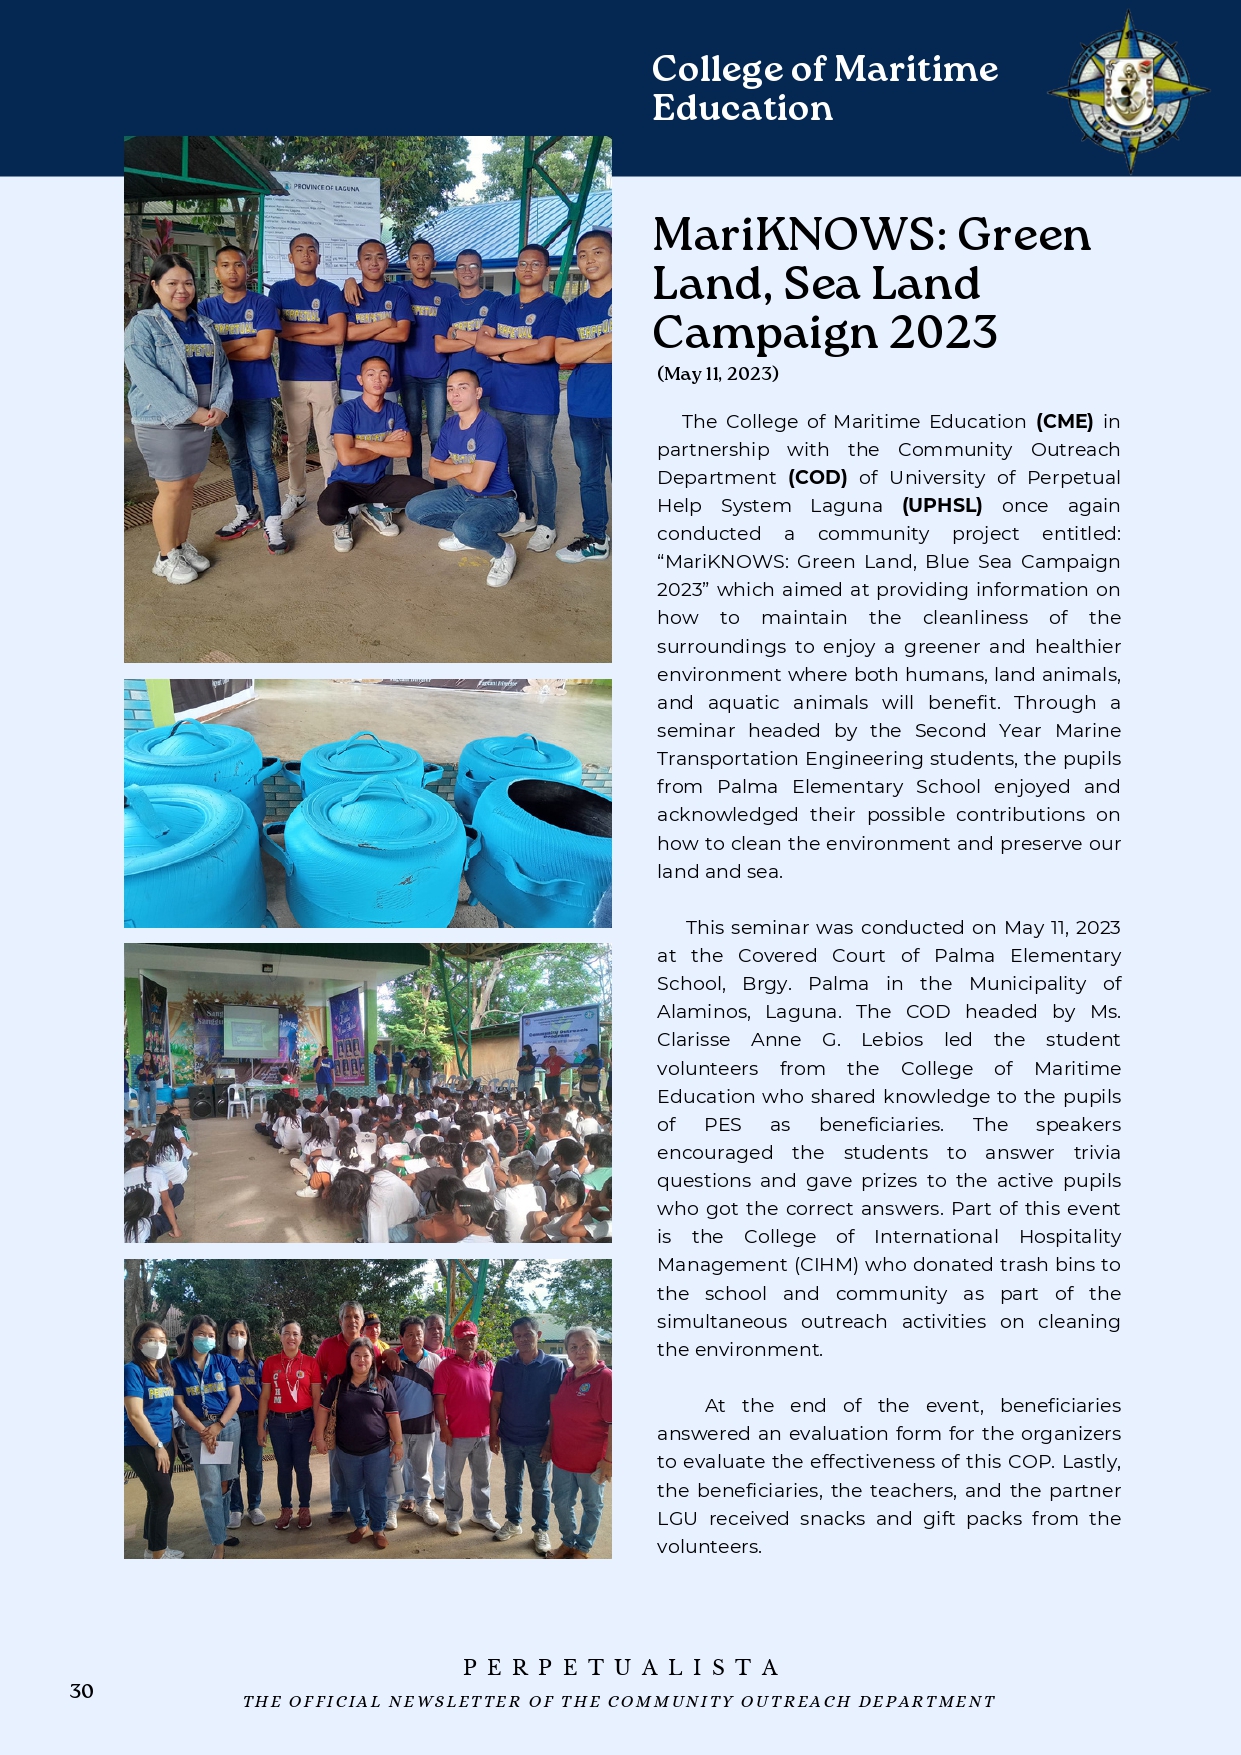 College of Maritime
Education
PROVINCE OF LAGUNA
MariKNOWS: Green
Land, Sea Land
Campaign 2023
(May 11, 2023)
The College of Maritime Education (CME) in
partnership with the Community Outreach
Department (COD) of University of Perpetual
Help System Laguna (UPHSL) once again
conducted a community project entitled:
“MariKNOWS: Green Land, Blue Sea Campaign
2023” which aimed at providing information on
how to maintain the cleanliness of the
surroundings to enjoy a greener and healthier
environment where both humans, land animals,
and aquatic animals will benefit. Through a
seminar headed by the Second Year Marine
Transportation Engineering students, the pupils
from Palma Elementary School enjoyed and
acknowledged their possible contributions on
how to clean the environment and preserve our
land and sea.
This seminar was conducted on May 11, 2023
at the Covered Court of Palma Elementary
School, Brgy. Palma in the Municipality of
Alaminos, Laguna. The COD headed by Ms.
Clarisse Anne G. Lebios led the student
volunteers from the College of Maritime
Education who shared knowledge to the pupils
of PES as beneficiaries. The speakers
encouraged the students to answer trivia
questions and gave prizes to the active pupils
who got the correct answers. Part of this event
is the College of International Hospitality
Management (CIHM) who donated trash bins to
the school and community as part of the
simultaneous outreach activities on cleaning
the environment.
At the end of the event, beneficiaries
answered an evaluation form for the organizers
to evaluate the effectiveness of this COP. Lastly,
the beneficiaries, the teachers, and the partner
LGU received snacks and gift packs from the
volunteers.
PERPETUALISTA
30
THE OFFICIAL NEWSLETTER OF THE COMMUNITY OUTREACH DEPARTMENT